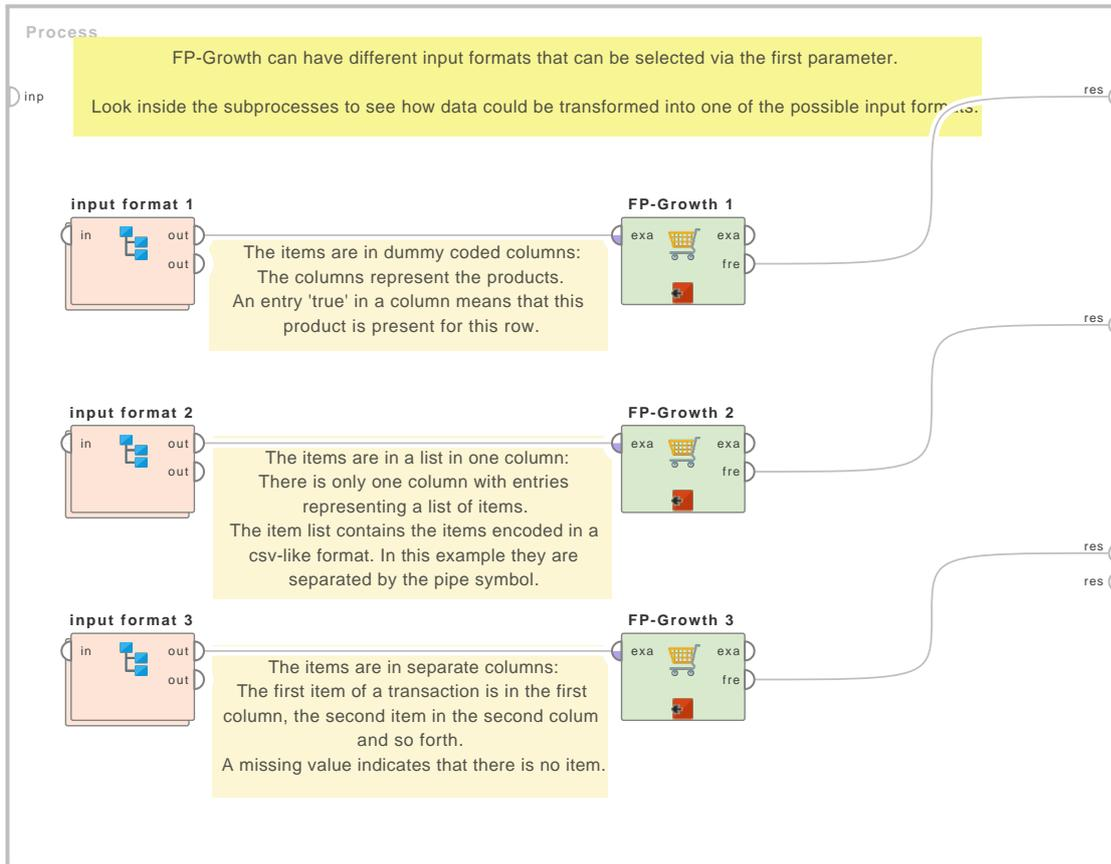 Process
FP-Growth can have different input formats that can be selected via the first parameter.
inp
res
Look inside the subprocesses to see how data could be transformed into one of the possible input formats.
input format 1
FP-Growth 1
in
out
exa
exa
out
fre
The items are in dummy coded columns:
The columns represent the products.
An entry 'true' in a column means that this
product is present for this row.
res
input format 2
FP-Growth 2
in
out
exa
exa
out
fre
The items are in a list in one column:
There is only one column with entries
representing a list of items.
The item list contains the items encoded in a
csv-like format. In this example they are
separated by the pipe symbol.
res
res
input format 3
FP-Growth 3
in
out
exa
exa
out
fre
The items are in separate columns:
The first item of a transaction is in the first
column, the second item in the second colum
and so forth.
A missing value indicates that there is no item.